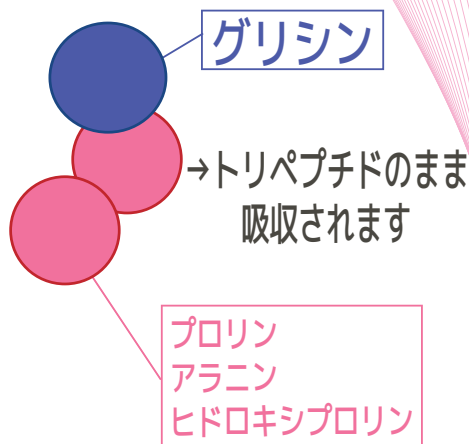 グリシン
→トリペプチドのまま
吸収されます
プロリン
アラニン
ヒドロキシプロリン